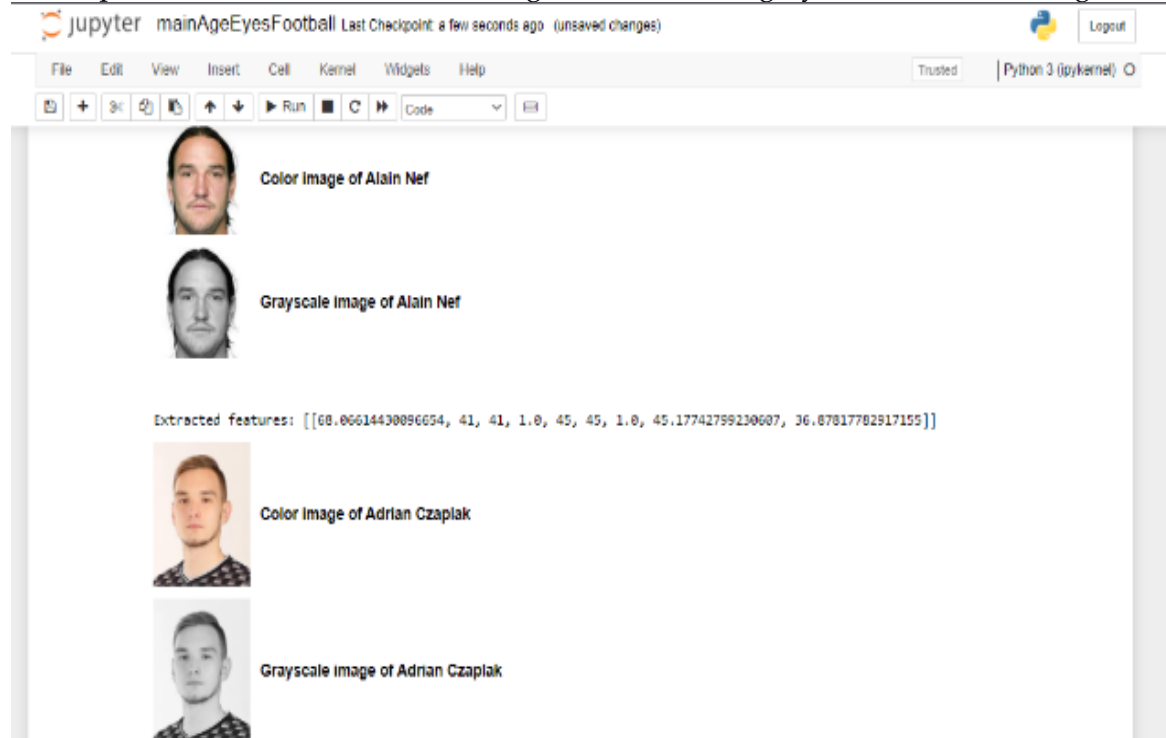 jupyter mainAgeEyesFootball Last Checkpoint: a few seconds ago (unsaved changes)
Logout
File Edit View Insert Cell Kernel Widgets Help
Trusted Python 3 (ipykernel)
Run Code
Color image of Alain Nef
Grayscale image of Alain Nef
Extracted features: [[68.06614430096654, 41, 41, 1.0, 45, 45, 1.0, 45.17742799230607, 36.87817782917155]]
Color image of Adrian Czaplak
Grayscale image of Adrian Czaplak